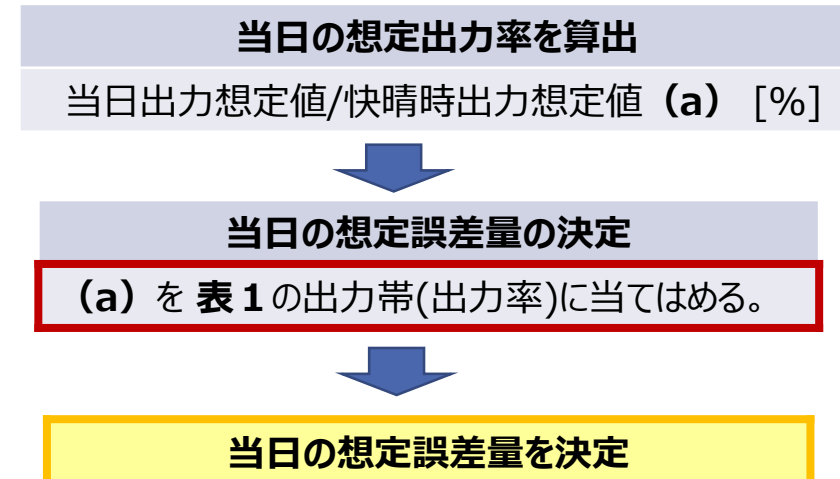 当日の想定出力率を算出
当日出力想定値/快晴時出力想定値（a） [%]
当日の想定誤差量の決定
（a）を 表１の出力帯(出力率)に当てはめる。
当日の想定誤差量を決定